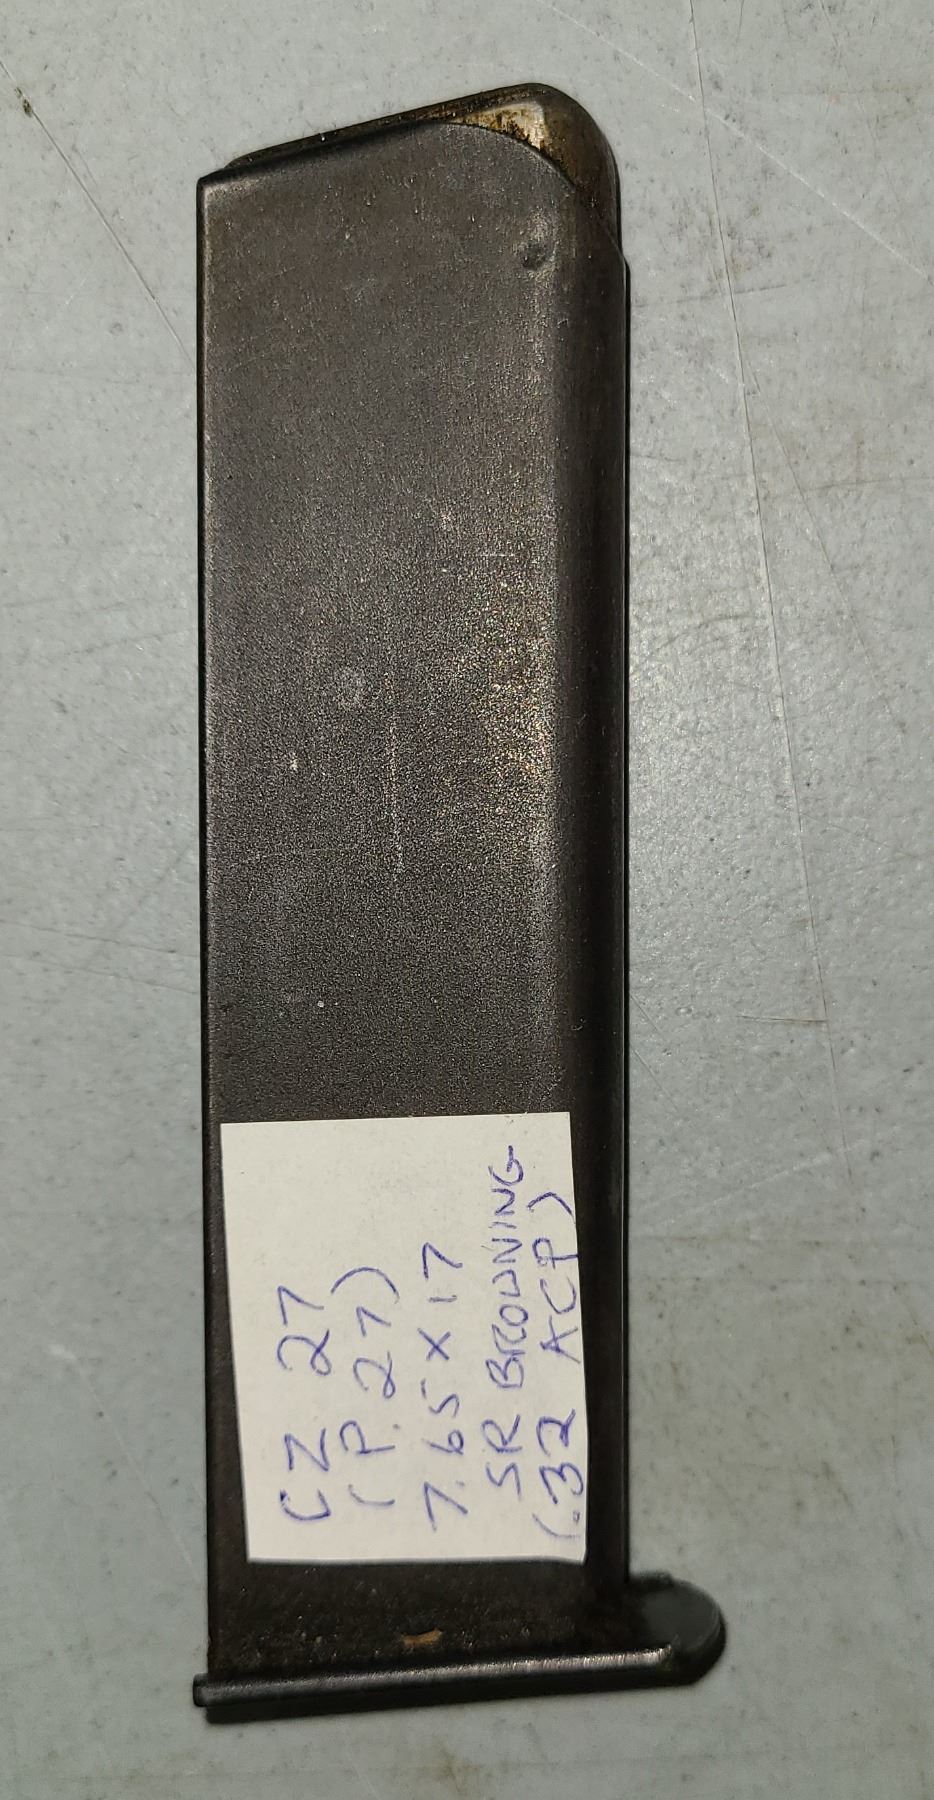 CZ 27
(P.27)
7.65 x 17
SR BROWNING
(.32 ACP)